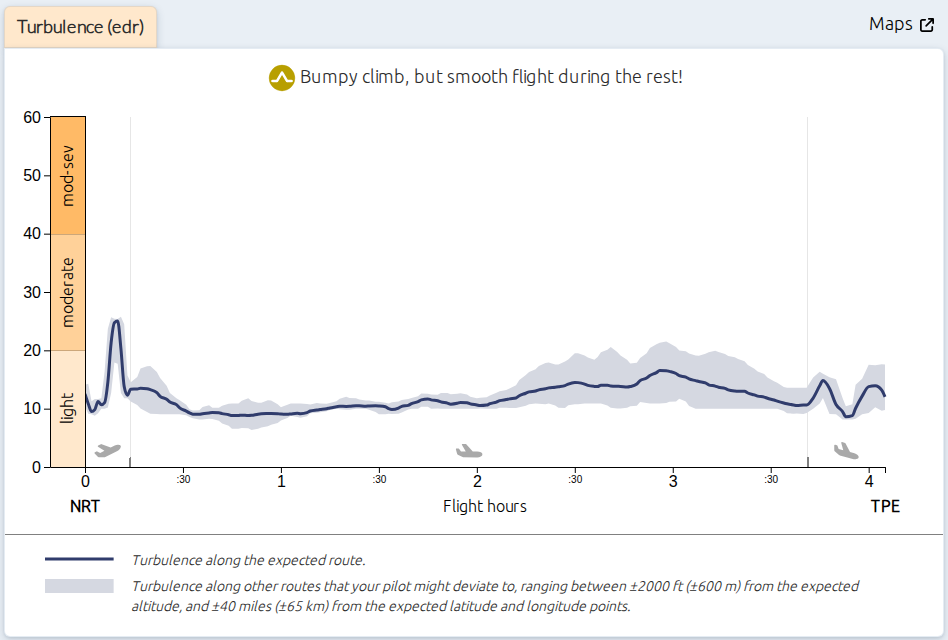 Turbulence (edr)
Maps
Bumpy climb, but smooth flight during the rest!
60
50
40
30
20
10
0
mod-sev
moderate
light
0
:30
1
:30
2
:30
3
:30
4
NRT
Flight hours
TPE
Turbulence along the expected route.
Turbulence along other routes that your pilot might deviate to, ranging between ±2000 ft (±600 m) from the expected
altitude, and ±40 miles (±65 km) from the expected latitude and longitude points.